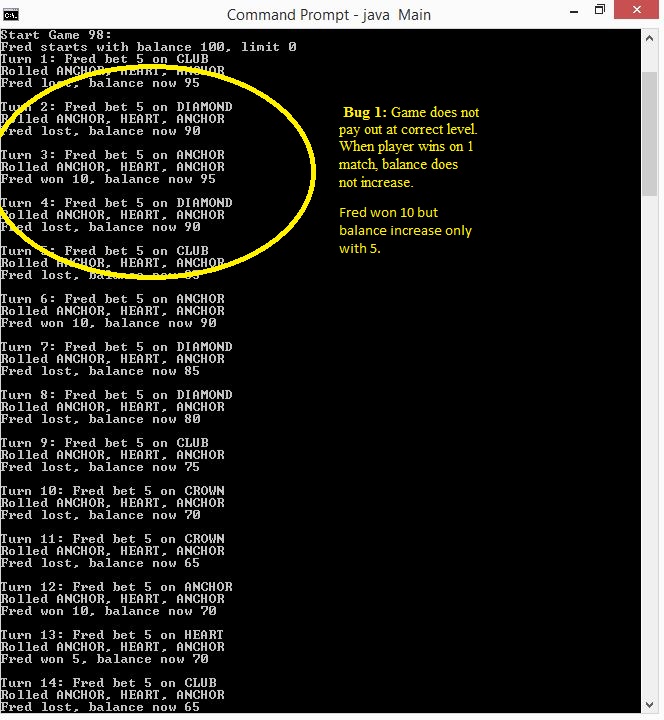 Command Prompt - java Main
Start Game 98:
Fred starts with balance 100, limit 0
Turn 1: Fred bet 5 on CLUB
Rolled ANCHOR, HEART, ANCHOR
Fred lost, balance now 95
Turn 2: Fred bet 5 on DIAMOND
Rolled ANCHOR, HEART, ANCHOR
Fred lost, balance now 90
Turn 3: Fred bet 5 on ANCHOR
Rolled ANCHOR, HEART, ANCHOR
Fred won 10, balance now 95
Turn 4: Fred bet 5 on DIAMOND
Rolled ANCHOR, HEART, ANCHOR
Fred lost, balance now 90
Turn 5: Fred bet 5 on CLUB
Rolled ANCHOR, HEART, ANCHOR
Fred lost, balance now 85
Turn 6: Fred bet 5 on ANCHOR
Rolled ANCHOR, HEART, ANCHOR
Fred won 10, balance now 90
Turn 7: Fred bet 5 on DIAMOND
Rolled ANCHOR, HEART, ANCHOR
Fred lost, balance now 85
Turn 8: Fred bet 5 on DIAMOND
Rolled ANCHOR, HEART, ANCHOR
Fred lost, balance now 80
Turn 9: Fred bet 5 on CLUB
Rolled ANCHOR, HEART, ANCHOR
Fred lost, balance now 75
Turn 10: Fred bet 5 on CROWN
Rolled ANCHOR, HEART, ANCHOR
Fred lost, balance now 70
Turn 11: Fred bet 5 on CROWN
Rolled ANCHOR, HEART, ANCHOR
Fred lost, balance now 65
Turn 12: Fred bet 5 on ANCHOR
Rolled ANCHOR, HEART, ANCHOR
Fred won 10, balance now 70
Turn 13: Fred bet 5 on HEART
Rolled ANCHOR, HEART, ANCHOR
Fred won 5, balance now 70
Turn 14: Fred bet 5 on CLUB
Rolled ANCHOR, HEART, ANCHOR
Fred lost, balance now 65
Bug 1: Game does not
pay out at correct level.
When player wins on 1
match, balance does
not increase.
Fred won 10 but
balance increase only
with 5.